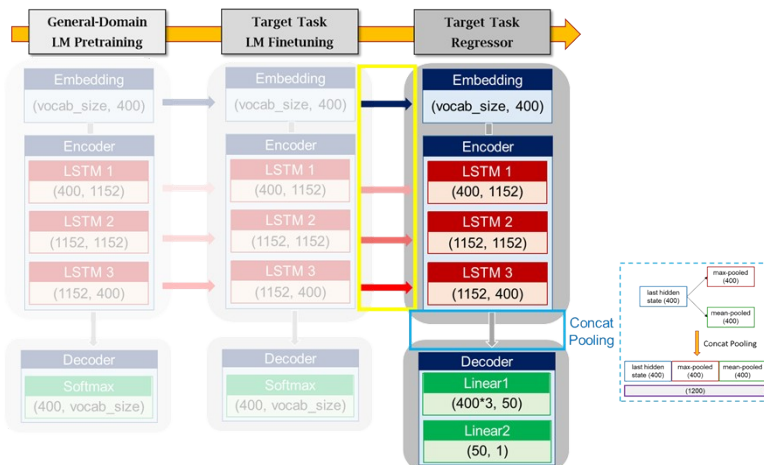 General-Domain
LM Pretraining
Target Task
LM Finetuning
Target Task
Regressor
Embedding
(vocab_size, 400)
Encoder
LSTM 1
(400, 1152)
LSTM 2
(1152, 1152)
LSTM 3
(1152, 400)
Decoder
Softmax
(400, vocab_size)
Embedding
(vocab_size, 400)
Encoder
LSTM 1
(400, 1152)
LSTM 2
(1152, 1152)
LSTM 3
(1152, 400)
Decoder
Softmax
(400, vocab_size)
Embedding
(vocab_size, 400)
Encoder
LSTM 1
(400, 1152)
LSTM 2
(1152, 1152)
LSTM 3
(1152, 400)
Concat
Pooling
Decoder
Linear1
(400*3, 50)
Linear2
(50, 1)
max-pooled
(400)
last hidden
state (400)
mean-pooled
(400)
Concat Pooling
last hidden
state (400)
max-pooled
(400)
mean-pooled
(400)
(1200)